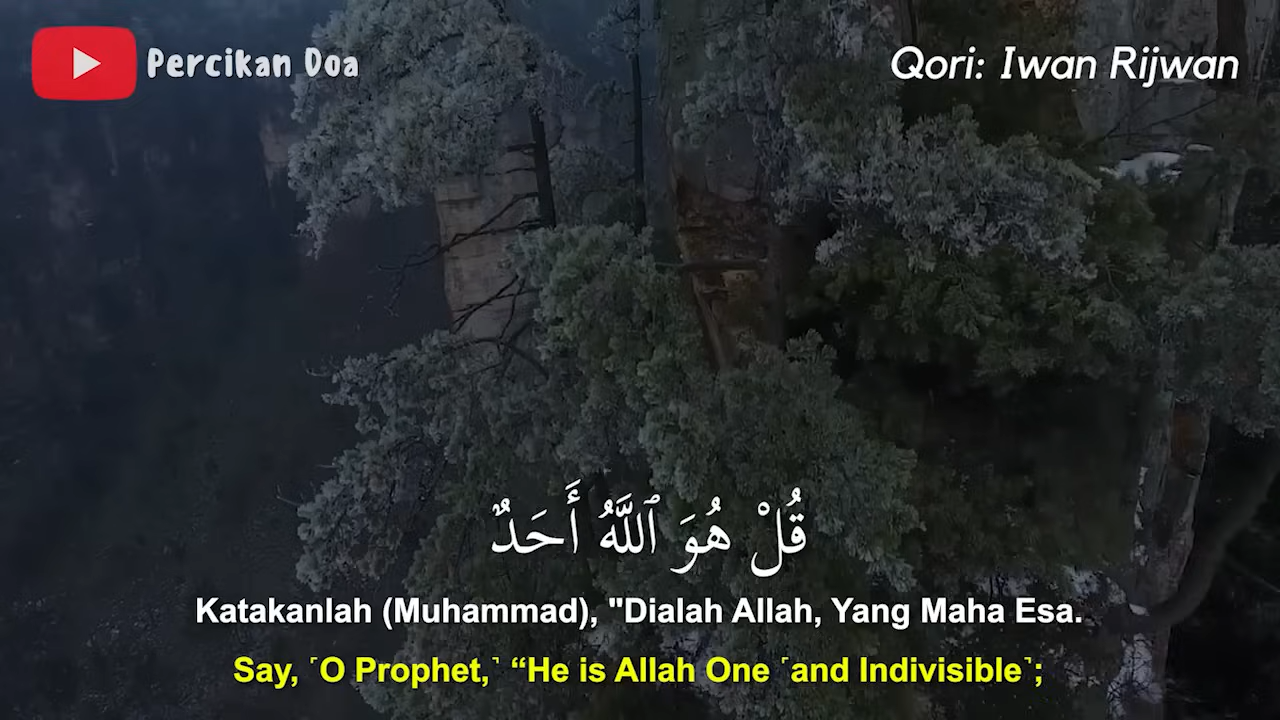 Percikan Doa
Qori: Iwan Rijwan
قُلْ هُوَ ٱللَّهُ أَحَدٌ
Katakanlah (Muhammad), "Dialah Allah, Yang Maha Esa.
Say, ˹O Prophet,˺ “He is Allah One ˹and Indivisible˺;